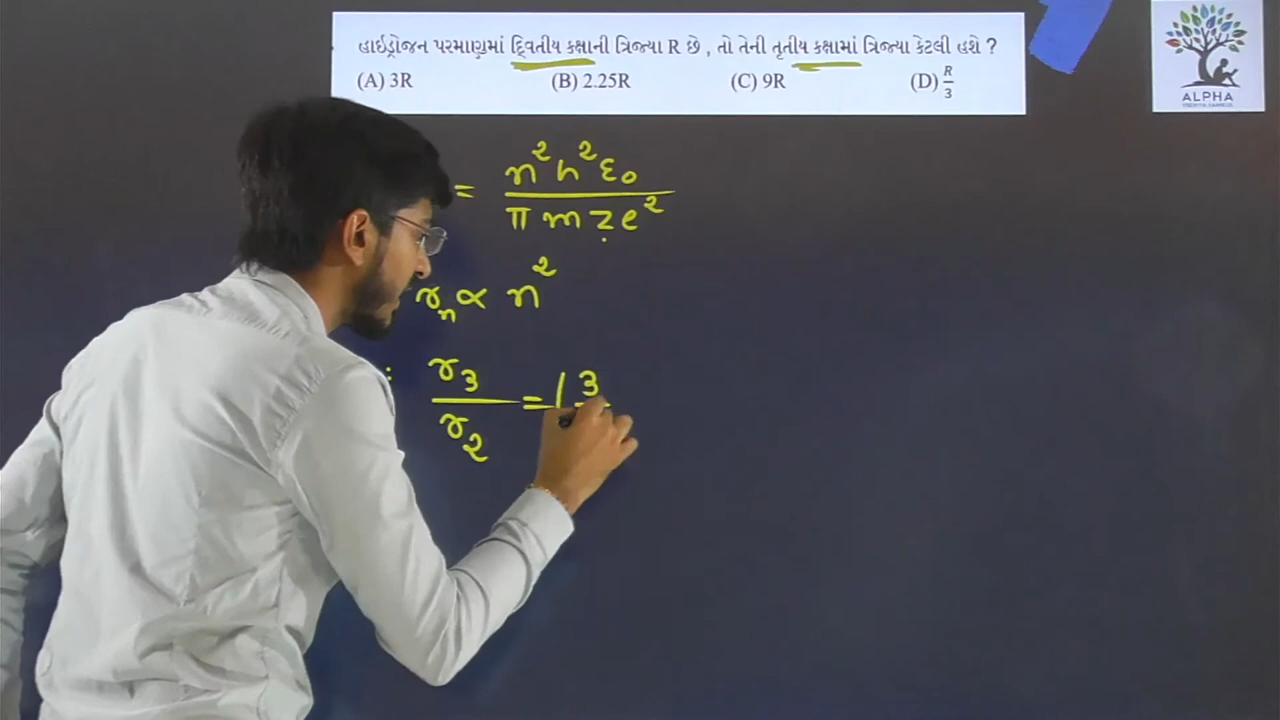 હાઇડ્રોજન પરમાણુમાં દ્વિતીય કક્ષાની ત્રિજ્યા R છે , તો તેની તૃતીય કક્ષામાં ત્રિજ્યા કેટલી હશે ?
(A) 3R (B) 2.25R (C) 9R (D) R/3
ALPHA
= n²h²ε₀ / πmze²
rₙ ∝ n²
r₃/r₂ = ( 3